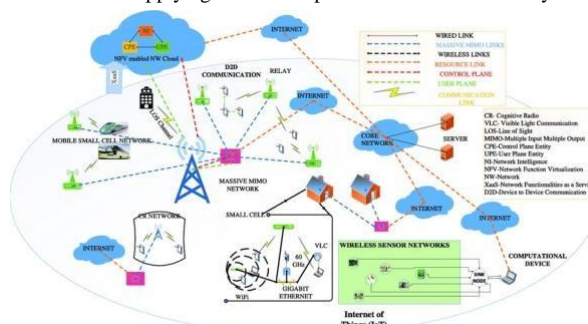 INTERNET
NI
CPE
UPE
NFV enabled NW Cloud
XaaS
D2D
COMMUNICATION
RELAY
LOS Channel
WIRED LINK
MASSIVE MIMO LINKS
WIRELESS LINKS
RESOURCE LINK
CONTROL PLANE
USER PLANE
COMMUNICATION
LINK
INTERNET
MOBILE SMALL CELL NETWORK
MASSIVE MIMO
NETWORK
CORE
NETWORK
SERVER
CR- Cognitive Radio
VLC- Visible Light Communication
LOS-Line of Sight
MIMO-Multiple Input Multiple Output
CPE-Control Plane Entity
UPE-User Plane Entity
NI-Network Intelligence
NFV-Network Function Virtualization
NW-Network
XaaS-Network Functionalities as a Servi
D2D-Device to Device Communication
CR NETWORK
SMALL CELL
INTERNET
INTERNET
INTERNET
60
GHz
VLC
WiFi
GIGABIT
ETHERNET
WIRELESS SENSOR NETWORKS
SINK
NODE
COMPUTATIONAL
DEVICE
Internet of